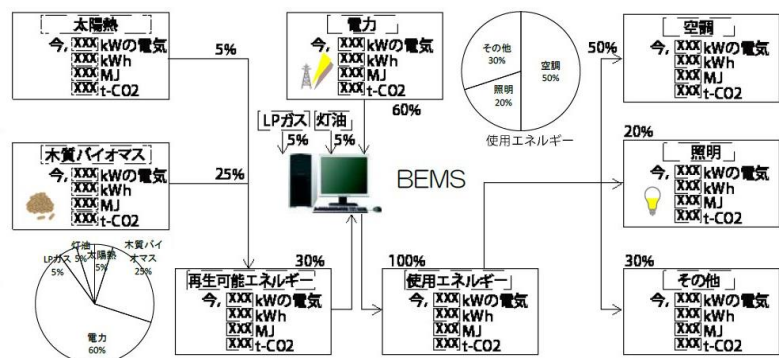 太陽熱
今, XXX kWの電気
XXX kWh
XXX MJ
XXX t-CO2
5%
電力
今, XXX kWの電気
XXX kWh
XXX MJ
XXX t-CO2
60%
LPガス 灯油
5% 5%
その他
30%
空調
50%
照明
20%
使用エネルギー
50%
空調
今, XXX kWの電気
XXX kWh
XXX MJ
XXX t-CO2
木質バイオマス
今, XXX kWの電気
XXX kWh
XXX MJ
XXX t-CO2
25%
BEMS
20%
照明
今, XXX kWの電気
XXX kWh
XXX MJ
XXX t-CO2
灯油
5%
太陽熱
5%
木質バイ
オマス
25%
LPガス
5%
電力
60%
30%
再生可能エネルギー
今, XXX kWの電気
XXX kWh
XXX MJ
XXX t-CO2
100%
使用エネルギー
今, XXX kWの電気
XXX kWh
XXX MJ
XXX t-CO2
30%
その他
今, XXX kWの電気
XXX kWh
XXX MJ
XXX t-CO2